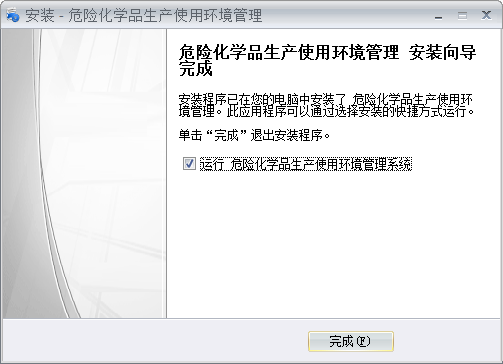 安装 - 危险化学品生产使用环境管理
危险化学品生产使用环境管理 安装向导
完成
安装程序已在您的电脑中安装了 危险化学品生产使用环
境管理。此应用程序可以通过选择安装的快捷方式运行。
单击“完成”退出安装程序。
运行 危险化学品生产使用环境管理系统
完成(F)